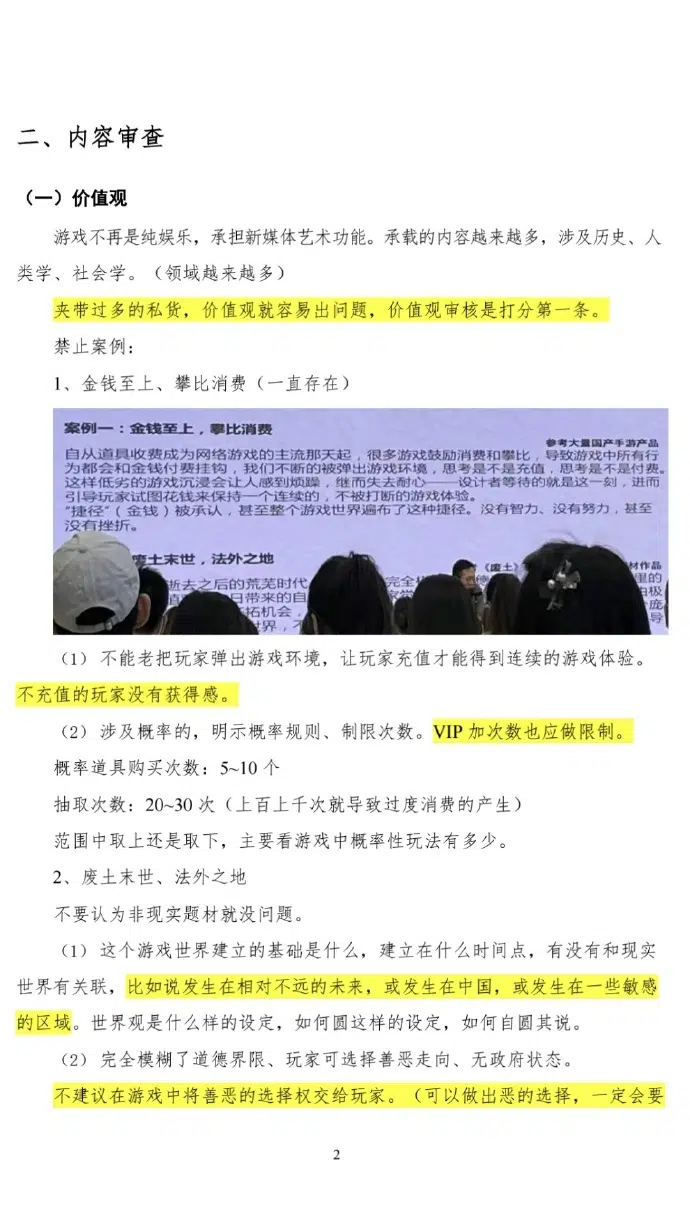 二、内容审查
（一）价值观
游戏不再是纯娱乐，承担新媒体艺术功能。承载的内容越来越多，涉及历史、人
类学、社会学。（领域越来越多）
夹带过多的私货，价值观就容易出问题，价值观审核是打分第一条。
禁止案例：
1、金钱至上、攀比消费（一直存在）
案例一：金钱至上，攀比消费
参考大量国产手游产品
自从道具收费成为网络游戏的主流那天起，很多游戏鼓励消费和攀比，导致游戏中所有行
为都会和金钱付费挂钩，我们不断的被弹出游戏环境，思考是不是充值，思考是不是付费。
这样低劣的游戏沉浸会让人感到烦躁，继而失去耐心——设计者等待的就是这一刻，进而
引导玩家试图花钱来保持一个连续的，不被打断的游戏体验。
“捷径”（金钱）被承认，甚至整个游戏世界遍布了这种捷径。没有智力、没有努力，甚至
没有挫折。
废土末世，法外之地
《废土》
材作品
逝去之后的荒芜时代
完全
里的
日带来的自
拓机会，
世界，不
导
（1） 不能老把玩家弹出游戏环境，让玩家充值才能得到连续的游戏体验。
不充值的玩家没有获得感。
（2） 涉及概率的，明示概率规则、制限次数。VIP 加次数也应做限制。
概率道具购买次数：5~10 个
抽取次数：20~30 次（上百上千次就导致过度消费的产生）
范围中取上还是取下，主要看游戏中概率性玩法有多少。
2、废土末世、法外之地
不要认为非现实题材就没问题。
（1） 这个游戏世界建立的基础是什么，建立在什么时间点，有没有和现实
世界有关联，比如说发生在相对不远的未来，或发生在中国，或发生在一些敏感
的区域。世界观是什么样的设定，如何圆这样的设定，如何自圆其说。
（2） 完全模糊了道德界限、玩家可选择善恶走向、无政府状态。
不建议在游戏中将善恶的选择权交给玩家。（可以做出恶的选择，一定会要
2